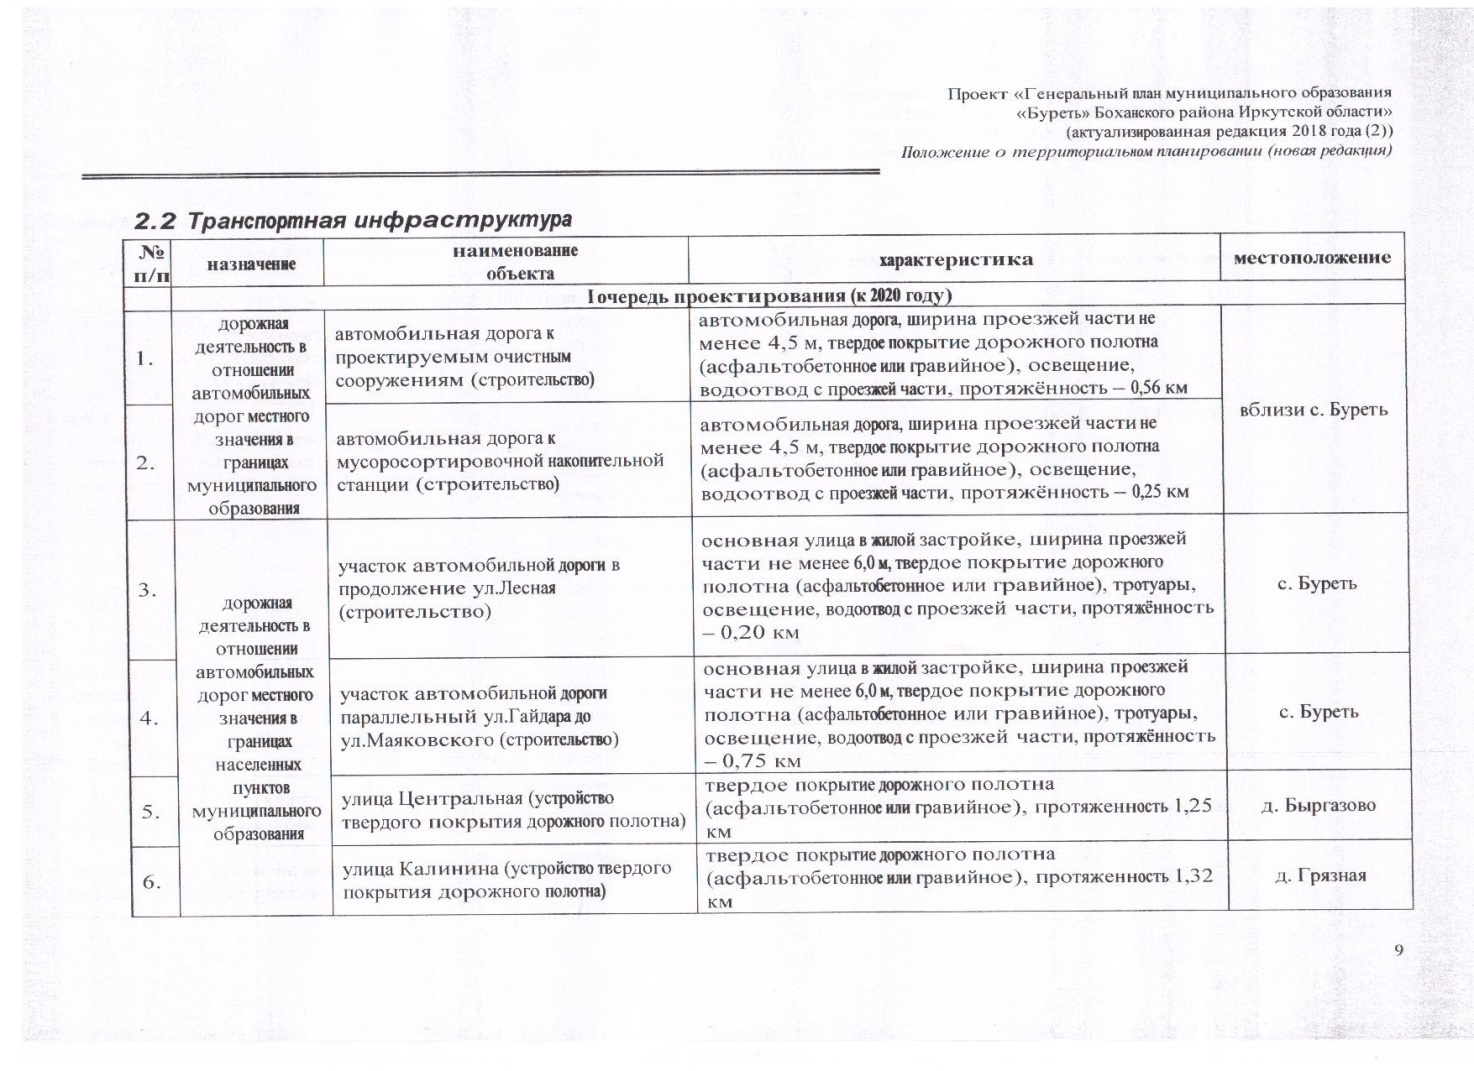 Проект «Генеральный план муниципального образования
«Буреть» Боханского района Иркутской области»
(актуализированная редакция 2018 года (2))
Положение о территориальном планировании (новая редакция)
2.2 Транспортная инфраструктура
№
п/п
назначение
наименование
объекта
характеристика
местоположение
I очередь проектирования (к 2020 году)
1.
дорожная
деятельность в
отношении
автомобильных
дорог местного
значения в
границах
муниципального
образования
автомобильная дорога к
проектируемым очистным
сооружениям (строительство)
автомобильная дорога, ширина проезжей части не
менее 4,5 м, твердое покрытие дорожного полотна
(асфальтобетонное или гравийное), освещение,
водоотвод с проезжей части, протяжённость – 0,56 км
вблизи с. Буреть
2.
автомобильная дорога к
мусоросортировочной накопительной
станции (строительство)
автомобильная дорога, ширина проезжей части не
менее 4,5 м, твердое покрытие дорожного полотна
(асфальтобетонное или гравийное), освещение,
водоотвод с проезжей части, протяжённость – 0,25 км
3.
дорожная
деятельность в
отношении
автомобильных
дорог местного
значения в
границах
населенных
пунктов
муниципального
образования
участок автомобильной дороги в
продолжение ул.Лесная
(строительство)
основная улица в жилой застройке, ширина проезжей
части не менее 6,0 м, твердое покрытие дорожного
полотна (асфальтобетонное или гравийное), тротуары,
освещение, водоотвод с проезжей части, протяжённость
– 0,20 км
с. Буреть
4.
участок автомобильной дороги
параллельный ул.Гайдара до
ул.Маяковского (строительство)
основная улица в жилой застройке, ширина проезжей
части не менее 6,0 м, твердое покрытие дорожного
полотна (асфальтобетонное или гравийное), тротуары,
освещение, водоотвод с проезжей части, протяжённость
– 0,75 км
с. Буреть
5.
улица Центральная (устройство
твердого покрытия дорожного полотна)
твердое покрытие дорожного полотна
(асфальтобетонное или гравийное), протяженность 1,25
км
д. Быргазово
6.
улица Калинина (устройство твердого
покрытия дорожного полотна)
твердое покрытие дорожного полотна
(асфальтобетонное или гравийное), протяженность 1,32
км
д. Грязная
9